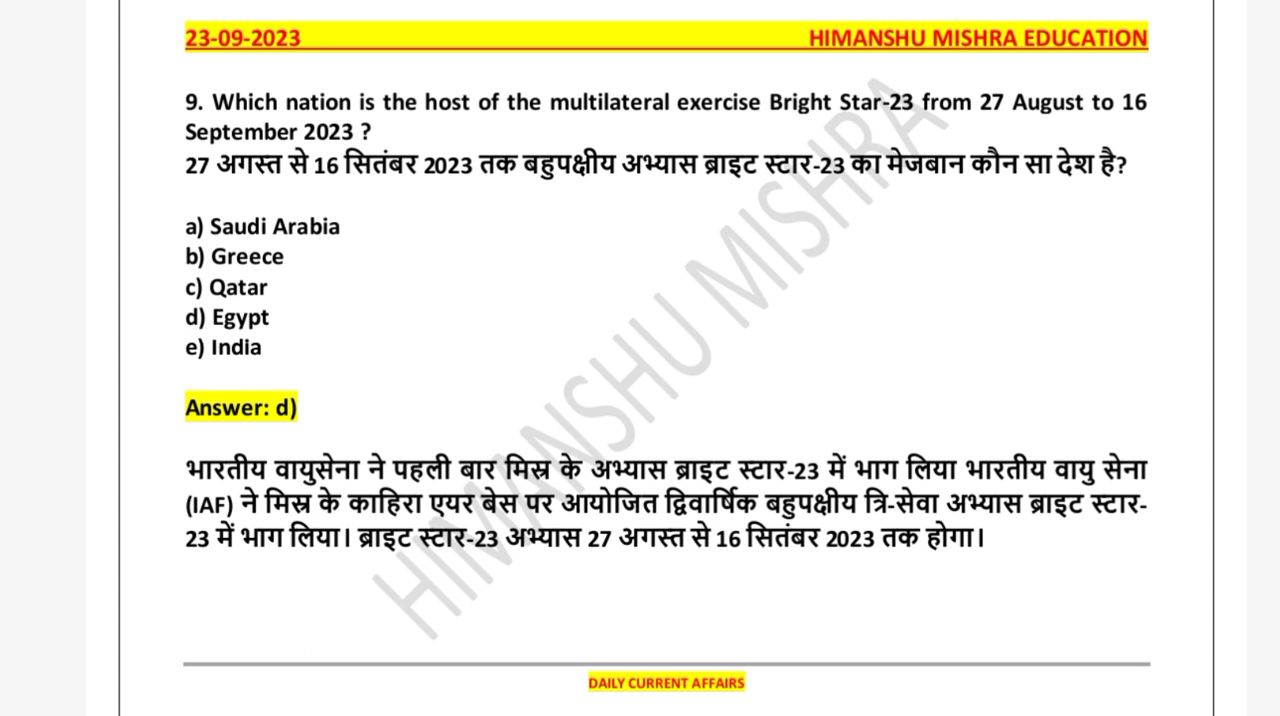 23-09-2023 HIMANSHU MISHRA EDUCATION
9. Which nation is the host of the multilateral exercise Bright Star-23 from 27 August to 16
September 2023 ?
27 अगस्त से 16 सितंबर 2023 तक बहुपक्षीय अभ्यास ब्राइट स्टार-23 का मेजबान कौन सा देश है?
a) Saudi Arabia
b) Greece
c) Qatar
d) Egypt
e) India
Answer: d)
भारतीय वायुसेना ने पहली बार मिस्र के अभ्यास ब्राइट स्टार-23 में भाग लिया भारतीय वायु सेना
(IAF) ने मिस्र के काहिरा एयर बेस पर आयोजित द्विवार्षिक बहुपक्षीय त्रि-सेवा अभ्यास ब्राइट स्टार-
23 में भाग लिया। ब्राइट स्टार-23 अभ्यास 27 अगस्त से 16 सितंबर 2023 तक होगा।
HIMANSHU MISHRA
DAILY CURRENT AFFAIRS